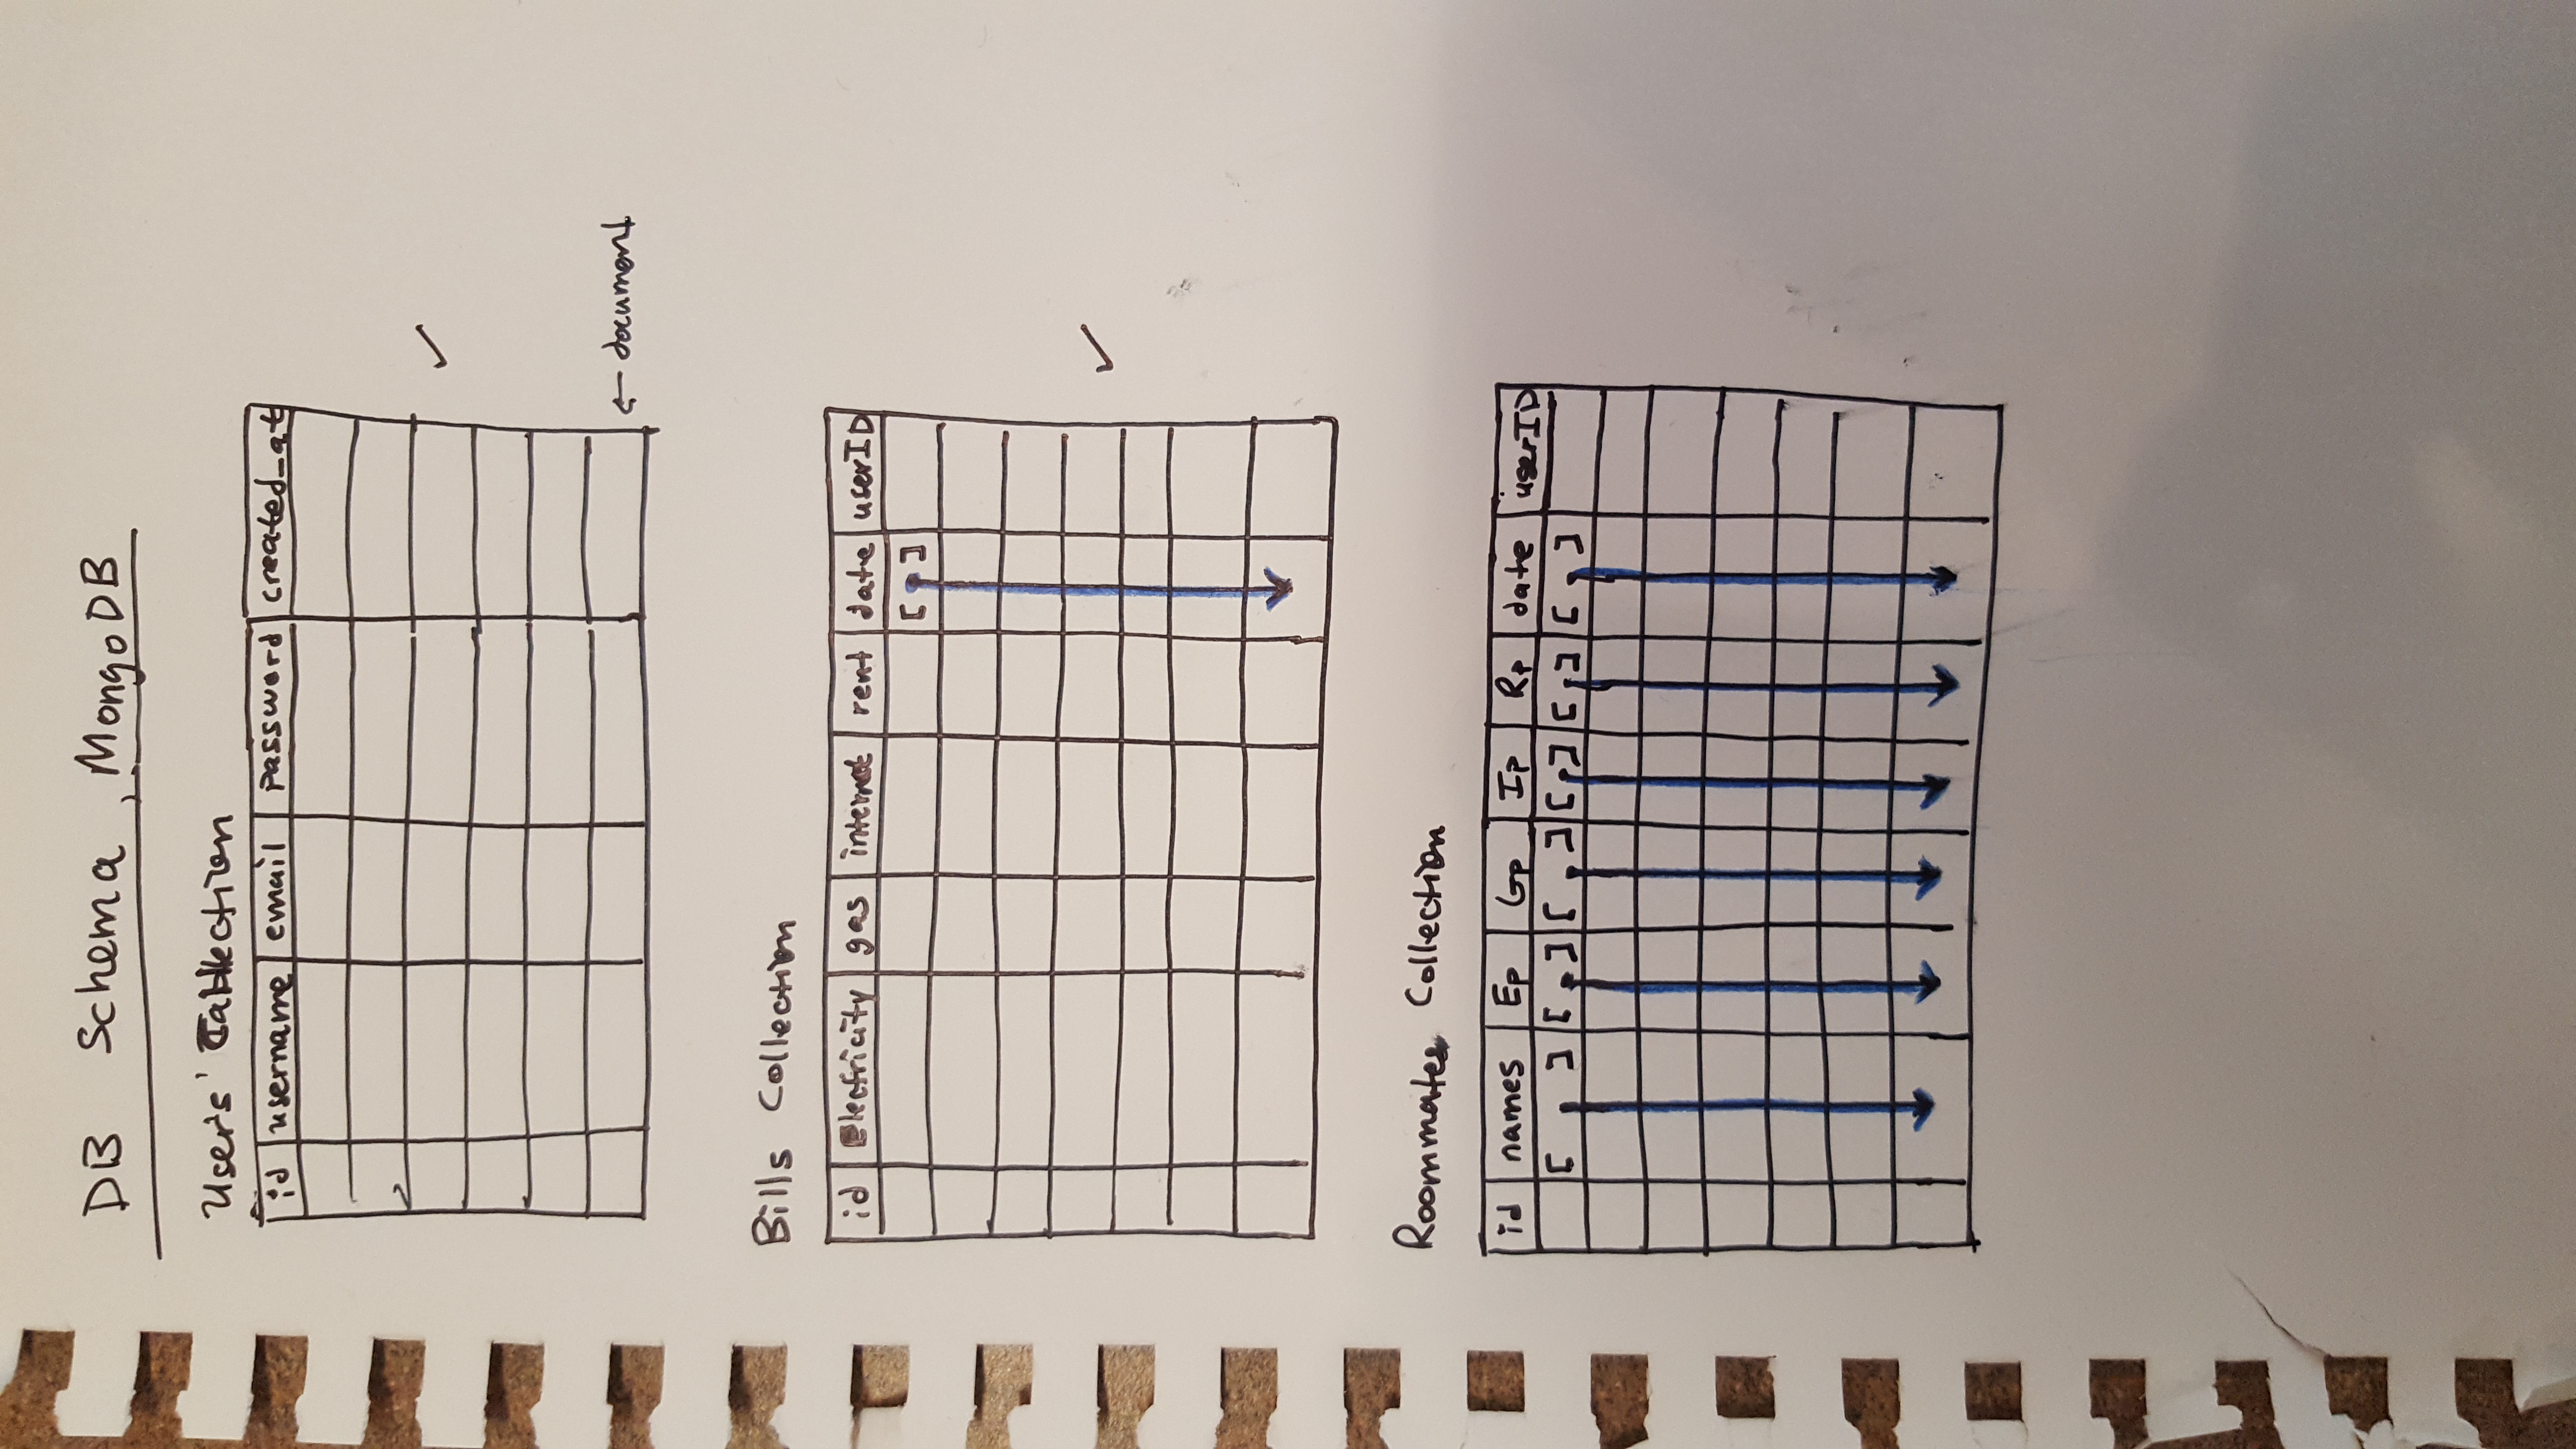 DB Schema, MongoDB
User's' Collection
id username email password created_at
← document
Bills Collection
id Electricity gas internet rent date userID
[ ]
Roommates Collection
id names Ep Gp Ip Rp date userID
[ ] [ ] [ ] [ ] [ ] [ ]